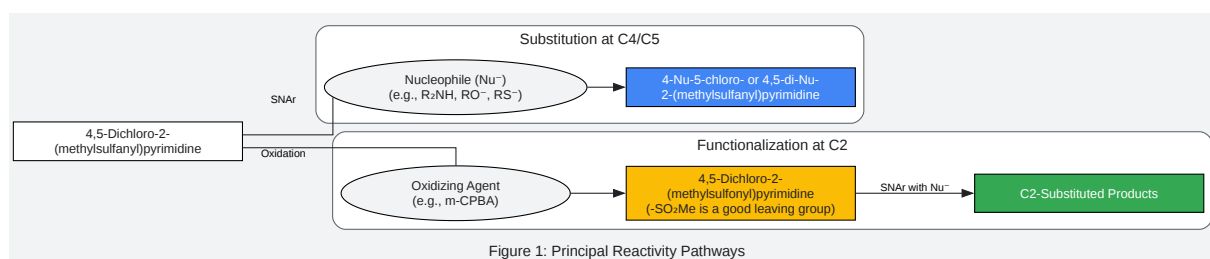 Substitution at C4/C5
Nucleophile (Nu⁻)
(e.g., R₂NH, RO⁻, RS⁻)
4-Nu-5-chloro- or 4,5-di-Nu-
2-(methylsulfanyl)pyrimidine
SNAr
4,5-Dichloro-2-
(methylsulfanyl)pyrimidine
Oxidation
Functionalization at C2
Oxidizing Agent
(e.g., m-CPBA)
4,5-Dichloro-2-
(methylsulfonyl)pyrimidine
(-SO₂Me is a good leaving group)
SNAr with Nu⁻
C2-Substituted Products
Figure 1: Principal Reactivity Pathways